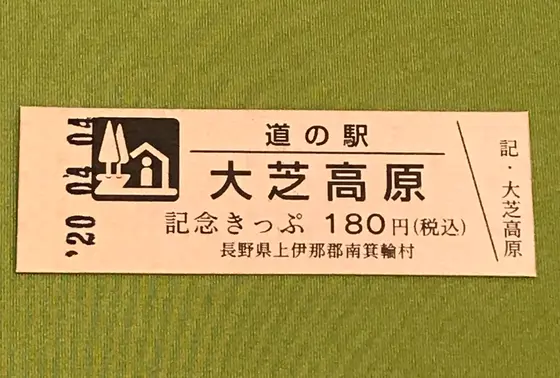 '20 04 04
道の駅
大芝高原
記念きっぷ 180円(税込)
長野県上伊那郡南箕輪村
記・大芝高原